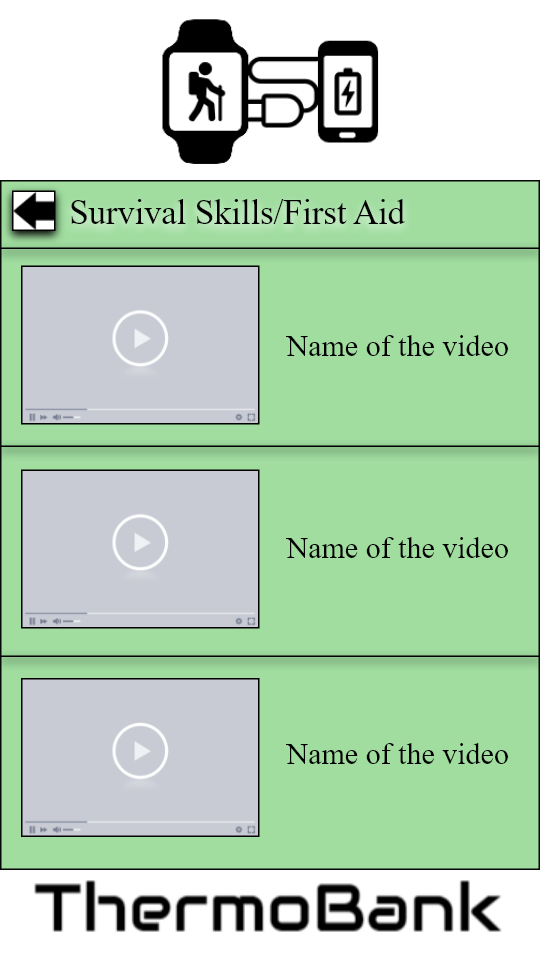 Survival Skills/First Aid
Name of the video
Name of the video
Name of the video
ThermoBank